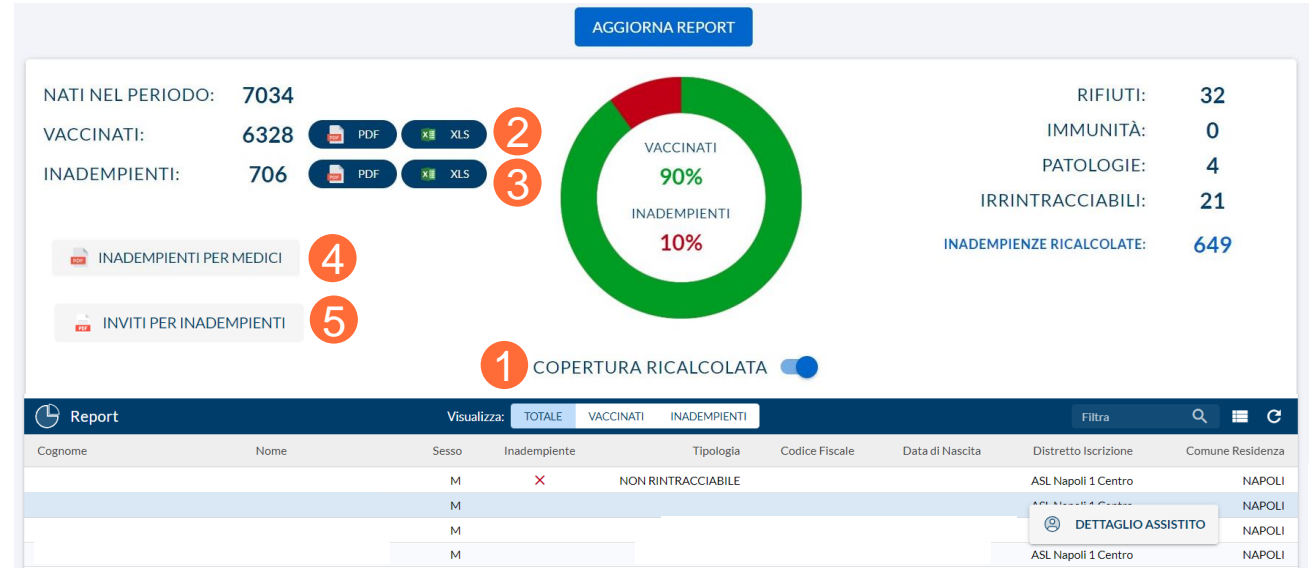 AGGIORNA REPORT
NATI NEL PERIODO: 7034
VACCINATI: 6328 PDF XLS 2
INADEMPIENTI: 706 PDF XLS 3
INADEMPIENTI PER MEDICI 4
INVITI PER INADEMPIENTI 5
VACCINATI
90%
INADEMPIENTI
10%
RIFIUTI: 32
IMMUNITÀ: 0
PATOLOGIE: 4
IRRINTRACCIABILI: 21
INADEMPIENZE RICALCOLATE: 649
1 COPERTURA RICALCOLATA
Report Visualizza: TOTALE VACCINATI INADEMPIENTI Filtra
Cognome Nome Sesso Inadempiente Tipologia Codice Fiscale Data di Nascita Distretto Iscrizione Comune Residenza
M NON RINTRACCIABILE ASL Napoli 1 Centro NAPOLI
M ASL Napoli 1 Centro NAPOLI
DETTAGLIO ASSISTITO
M NAPOLI
M ASL Napoli 1 Centro NAPOLI